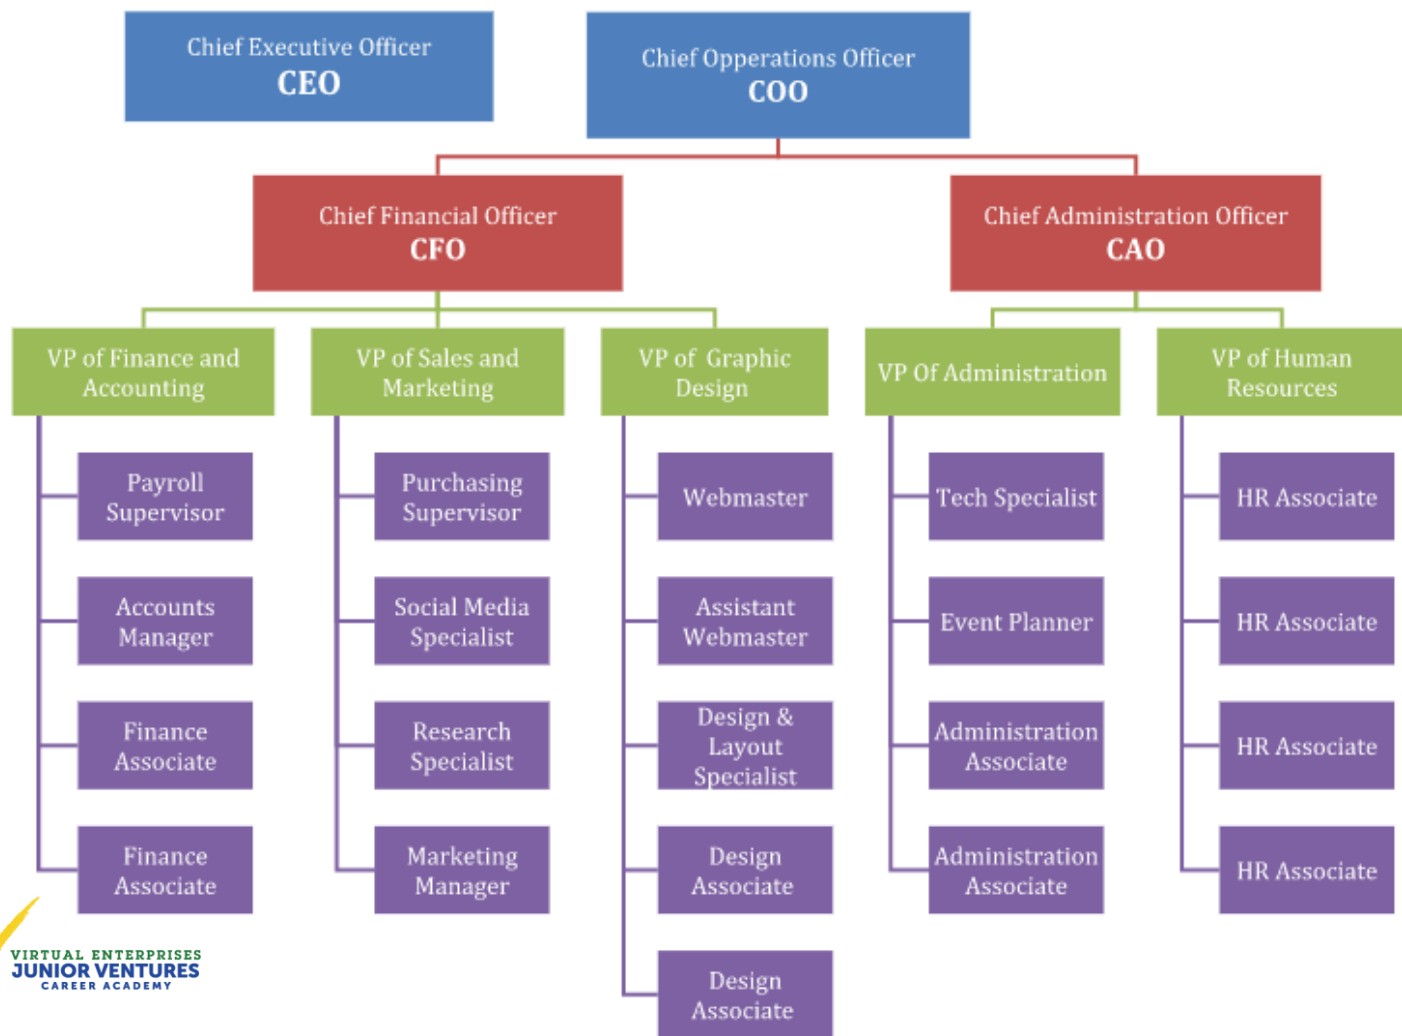 Chief Executive Officer
CEO
Chief Opperations Officer
COO
Chief Financial Officer
CFO
Chief Administration Officer
CAO
VP of Finance and
Accounting
VP of Sales and
Marketing
VP of Graphic
Design
VP Of Administration
VP of Human
Resources
Payroll
Supervisor
Accounts
Manager
Finance
Associate
Finance
Associate
Purchasing
Supervisor
Social Media
Specialist
Research
Specialist
Marketing
Manager
Webmaster
Assistant
Webmaster
Design &
Layout
Specialist
Design
Associate
Design
Associate
Tech Specialist
Event Planner
Administration
Associate
Administration
Associate
HR Associate
HR Associate
HR Associate
HR Associate
VIRTUAL ENTERPRISES
JUNIOR VENTURES
CAREER ACADEMY